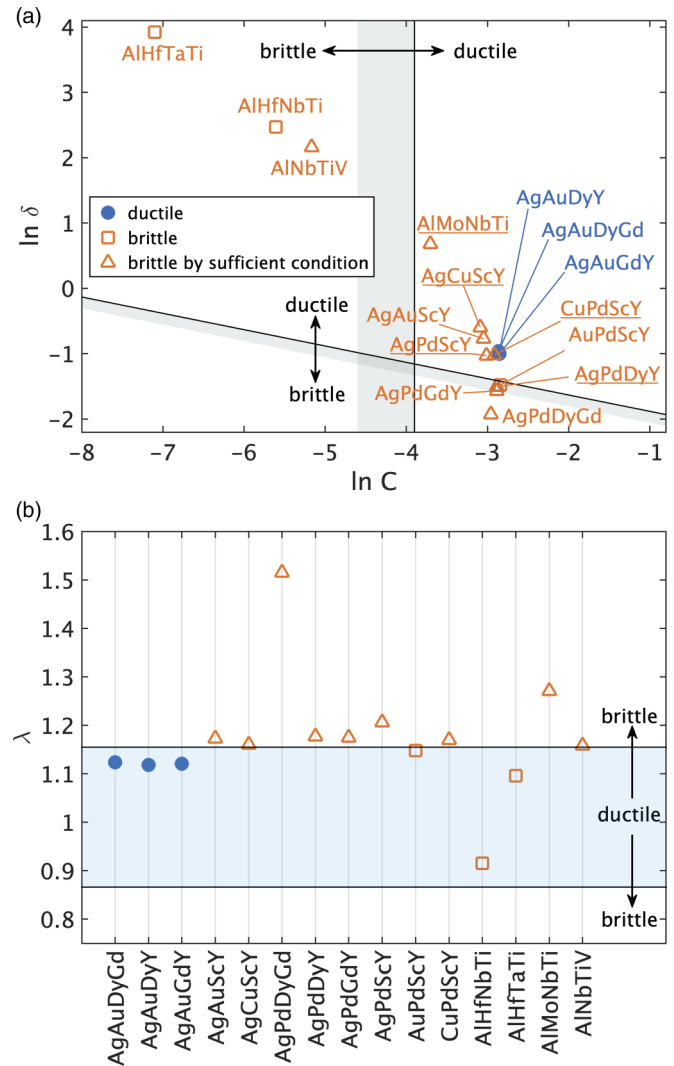 (a)
4
3
2
1
0
−1
−2
ln δ
AlHfTaTi
brittle
ductile
AlHfNbTi
AlNbTiV
ductile
brittle
brittle by sufficient condition
AlMoNbTi
AgAuDyY
AgAuDyGd
AgAuGdY
AgCuScY
AgAuScY
CuPdScY
ductile
AgPdScY
AuPdScY
AgPdDyY
brittle
AgPdGdY
AgPdDyGd
−8
−7
−6
−5
−4
−3
−2
−1
ln C
(b)
1.6
1.5
1.4
1.3
1.2
1.1
1
0.9
0.8
λ
brittle
ductile
brittle
AgAuDyGd
AgAuDyY
AgAuGdY
AgAuScY
AgCuScY
AgPdDyGd
AgPdDyY
AgPdGdY
AgPdScY
AuPdScY
CuPdScY
AlHfNbTi
AlHfTaTi
AlMoNbTi
AlNbTiV